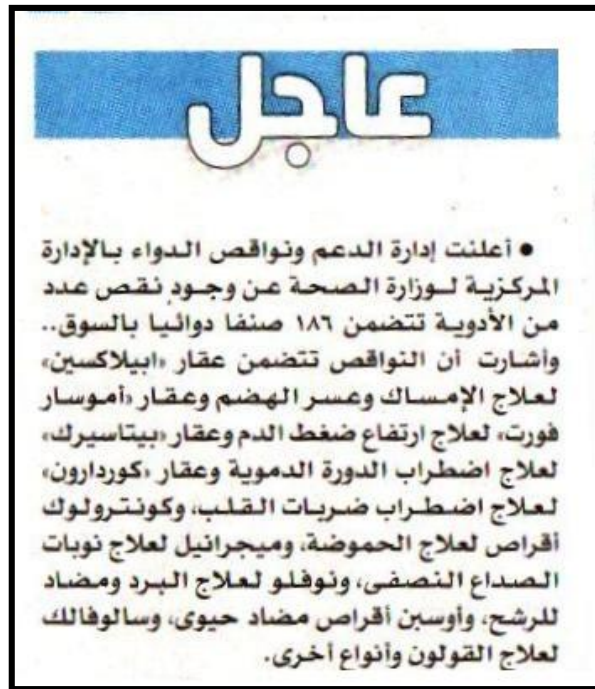 عاجل
• أعلنت إدارة الدعم ونواقص الدواء بالإدارة
المركزية لوزارة الصحة عن وجود نقص عدد
من الأدوية تتضمن ١٨٦ صنفا دوائيا بالسوق..
وأشارت أن النواقص تتضمن عقار «ابيلاكسين»
لعلاج الإمساك وعسر الهضم وعقار «أموسار
فورت» لعلاج ارتفاع ضغط الدم وعقار «بيتاسيرك»
لعلاج اضطراب الدورة الدموية وعقار «كوردارون»
لعلاج اضطراب ضربات القلب، وكونترولوك
أقراص لعلاج الحموضة، وميجرانيل لعلاج نوبات
الصداع النصفى، ونوفلو لعلاج البرد ومضاد
للرشح، وأوسبن أقراص مضاد حيوى، وسالوفالك
لعلاج القولون وأنواع أخرى.